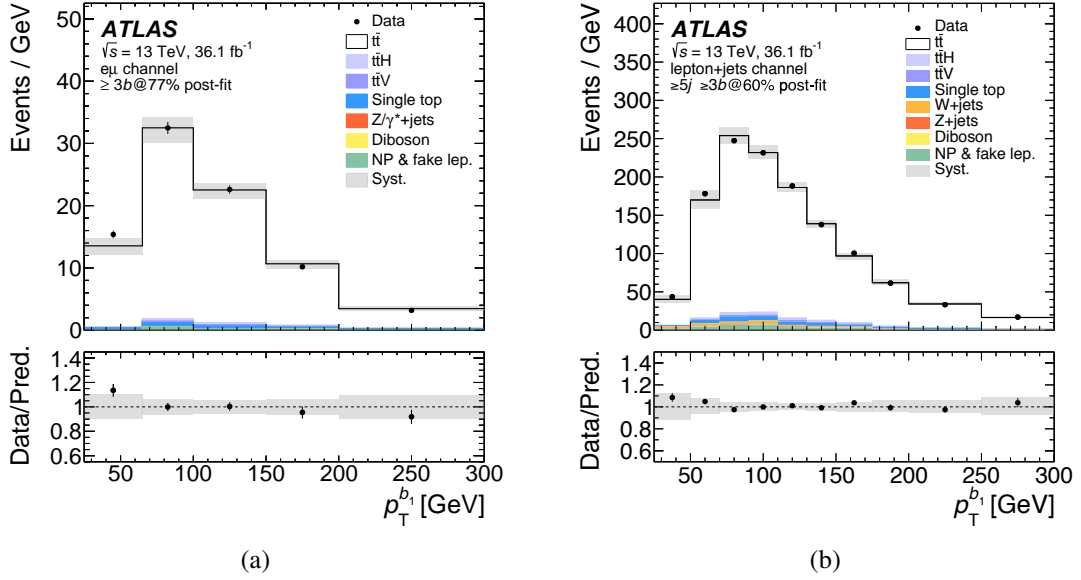 Events / GeV
50
40
30
20
10
0
ATLAS
√s = 13 TeV, 36.1 fb⁻¹
eμ channel
≥ 3b@77% post-fit
Data
tt̄
tt̄H
tt̄V
Single top
Z/γ*+jets
Diboson
NP & fake lep.
Syst.
Data/Pred.
1.4
1.2
1
0.8
0.6
50 100 150 200 250 300
p_T^{b₁} [GeV]
(a)
Events / GeV
400
350
300
250
200
150
100
50
0
ATLAS
√s = 13 TeV, 36.1 fb⁻¹
lepton+jets channel
≥5j ≥3b@60% post-fit
Data
tt̄
tt̄H
tt̄V
Single top
W+jets
Z+jets
Diboson
NP & fake lep.
Syst.
Data/Pred.
1.4
1.2
1
0.8
0.6
50 100 150 200 250 300
p_T^{b₁} [GeV]
(b)